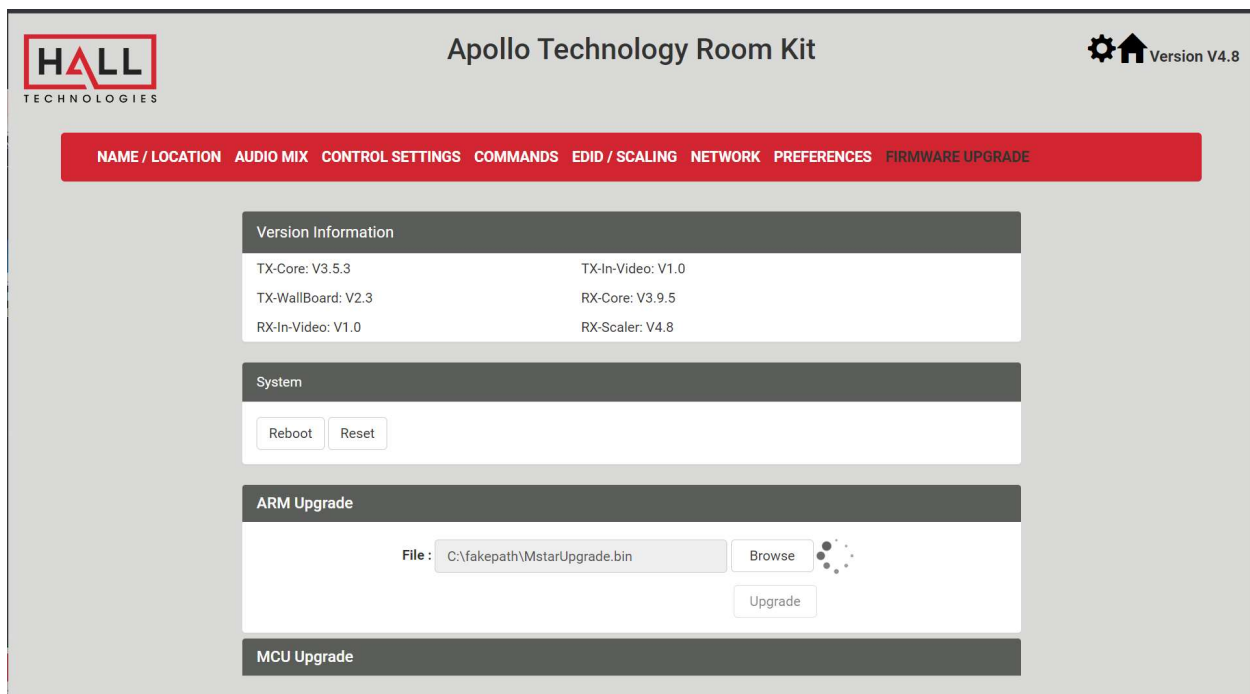 HALL
TECHNOLOGIES
Apollo Technology Room Kit
Version V4.8
NAME / LOCATION AUDIO MIX CONTROL SETTINGS COMMANDS EDID / SCALING NETWORK PREFERENCES FIRMWARE UPGRADE
Version Information
TX-Core: V3.5.3 TX-In-Video: V1.0
TX-WallBoard: V2.3 RX-Core: V3.9.5
RX-In-Video: V1.0 RX-Scaler: V4.8
System
Reboot Reset
ARM Upgrade
File : C:\fakepath\MstarUpgrade.bin Browse
Upgrade
MCU Upgrade